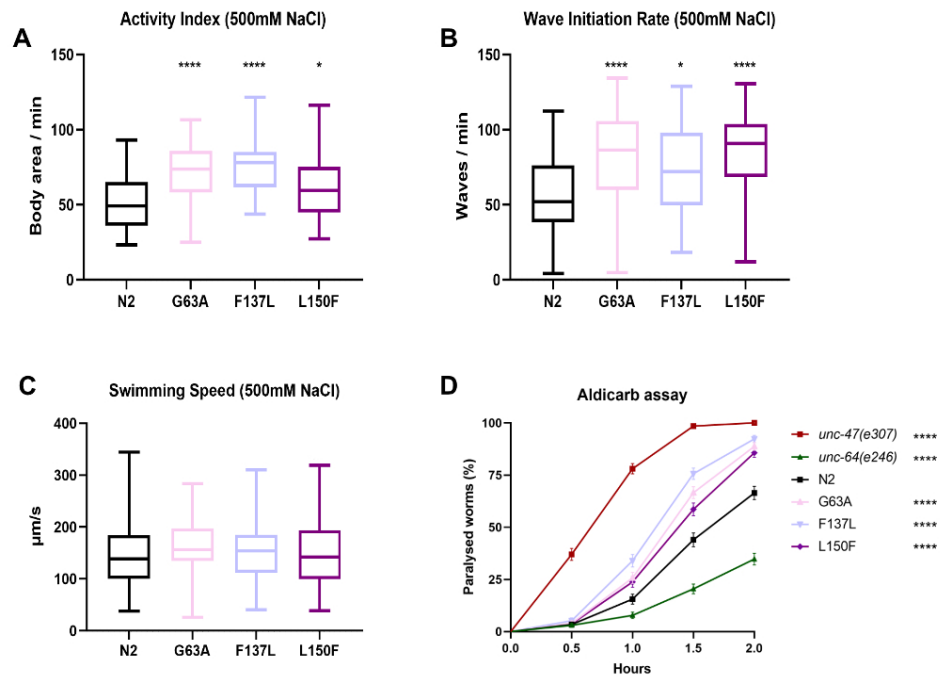 A
Activity Index (500mM NaCl)
Body area / min
150
100
50
0
**** **** *
N2 G63A F137L L150F
B
Wave Initiation Rate (500mM NaCl)
Waves / min
150
100
50
0
**** * ****
N2 G63A F137L L150F
C
Swimming Speed (500mM NaCl)
µm/s
400
300
200
100
0
N2 G63A F137L L150F
D
Aldicarb assay
Paralysed worms (%)
100
75
50
25
0
0.0 0.5 1.0 1.5 2.0
Hours
unc-47(e307) ****
unc-64(e246) ****
N2
G63A ****
F137L ****
L150F ****